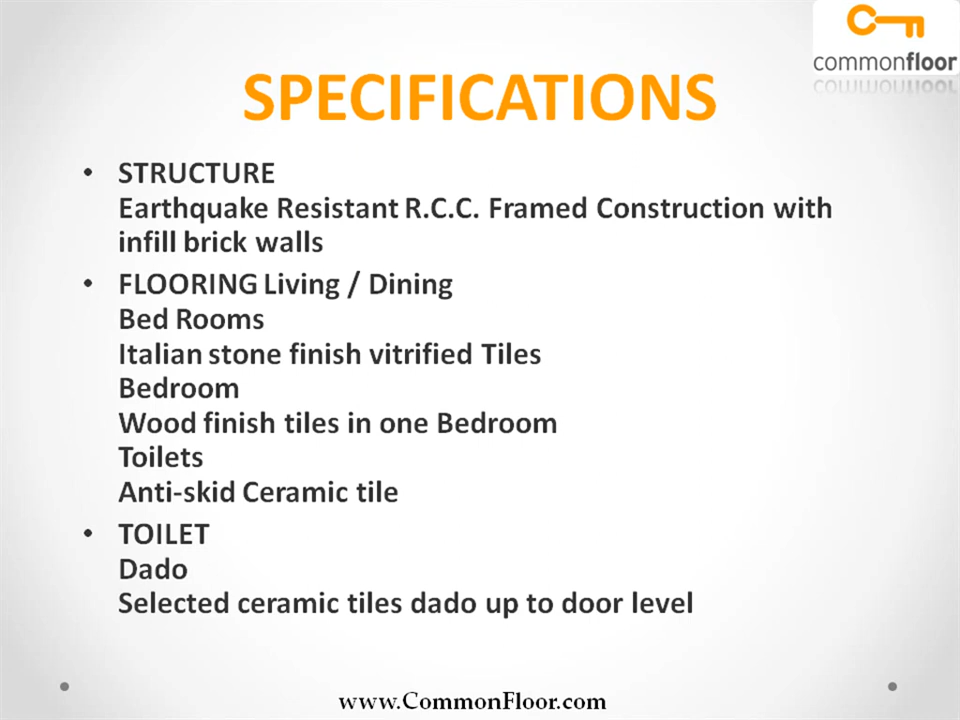 commonfloor
SPECIFICATIONS
• STRUCTURE
Earthquake Resistant R.C.C. Framed Construction with
infill brick walls
• FLOORING Living / Dining
Bed Rooms
Italian stone finish vitrified Tiles
Bedroom
Wood finish tiles in one Bedroom
Toilets
Anti-skid Ceramic tile
• TOILET
Dado
Selected ceramic tiles dado up to door level
www.CommonFloor.com